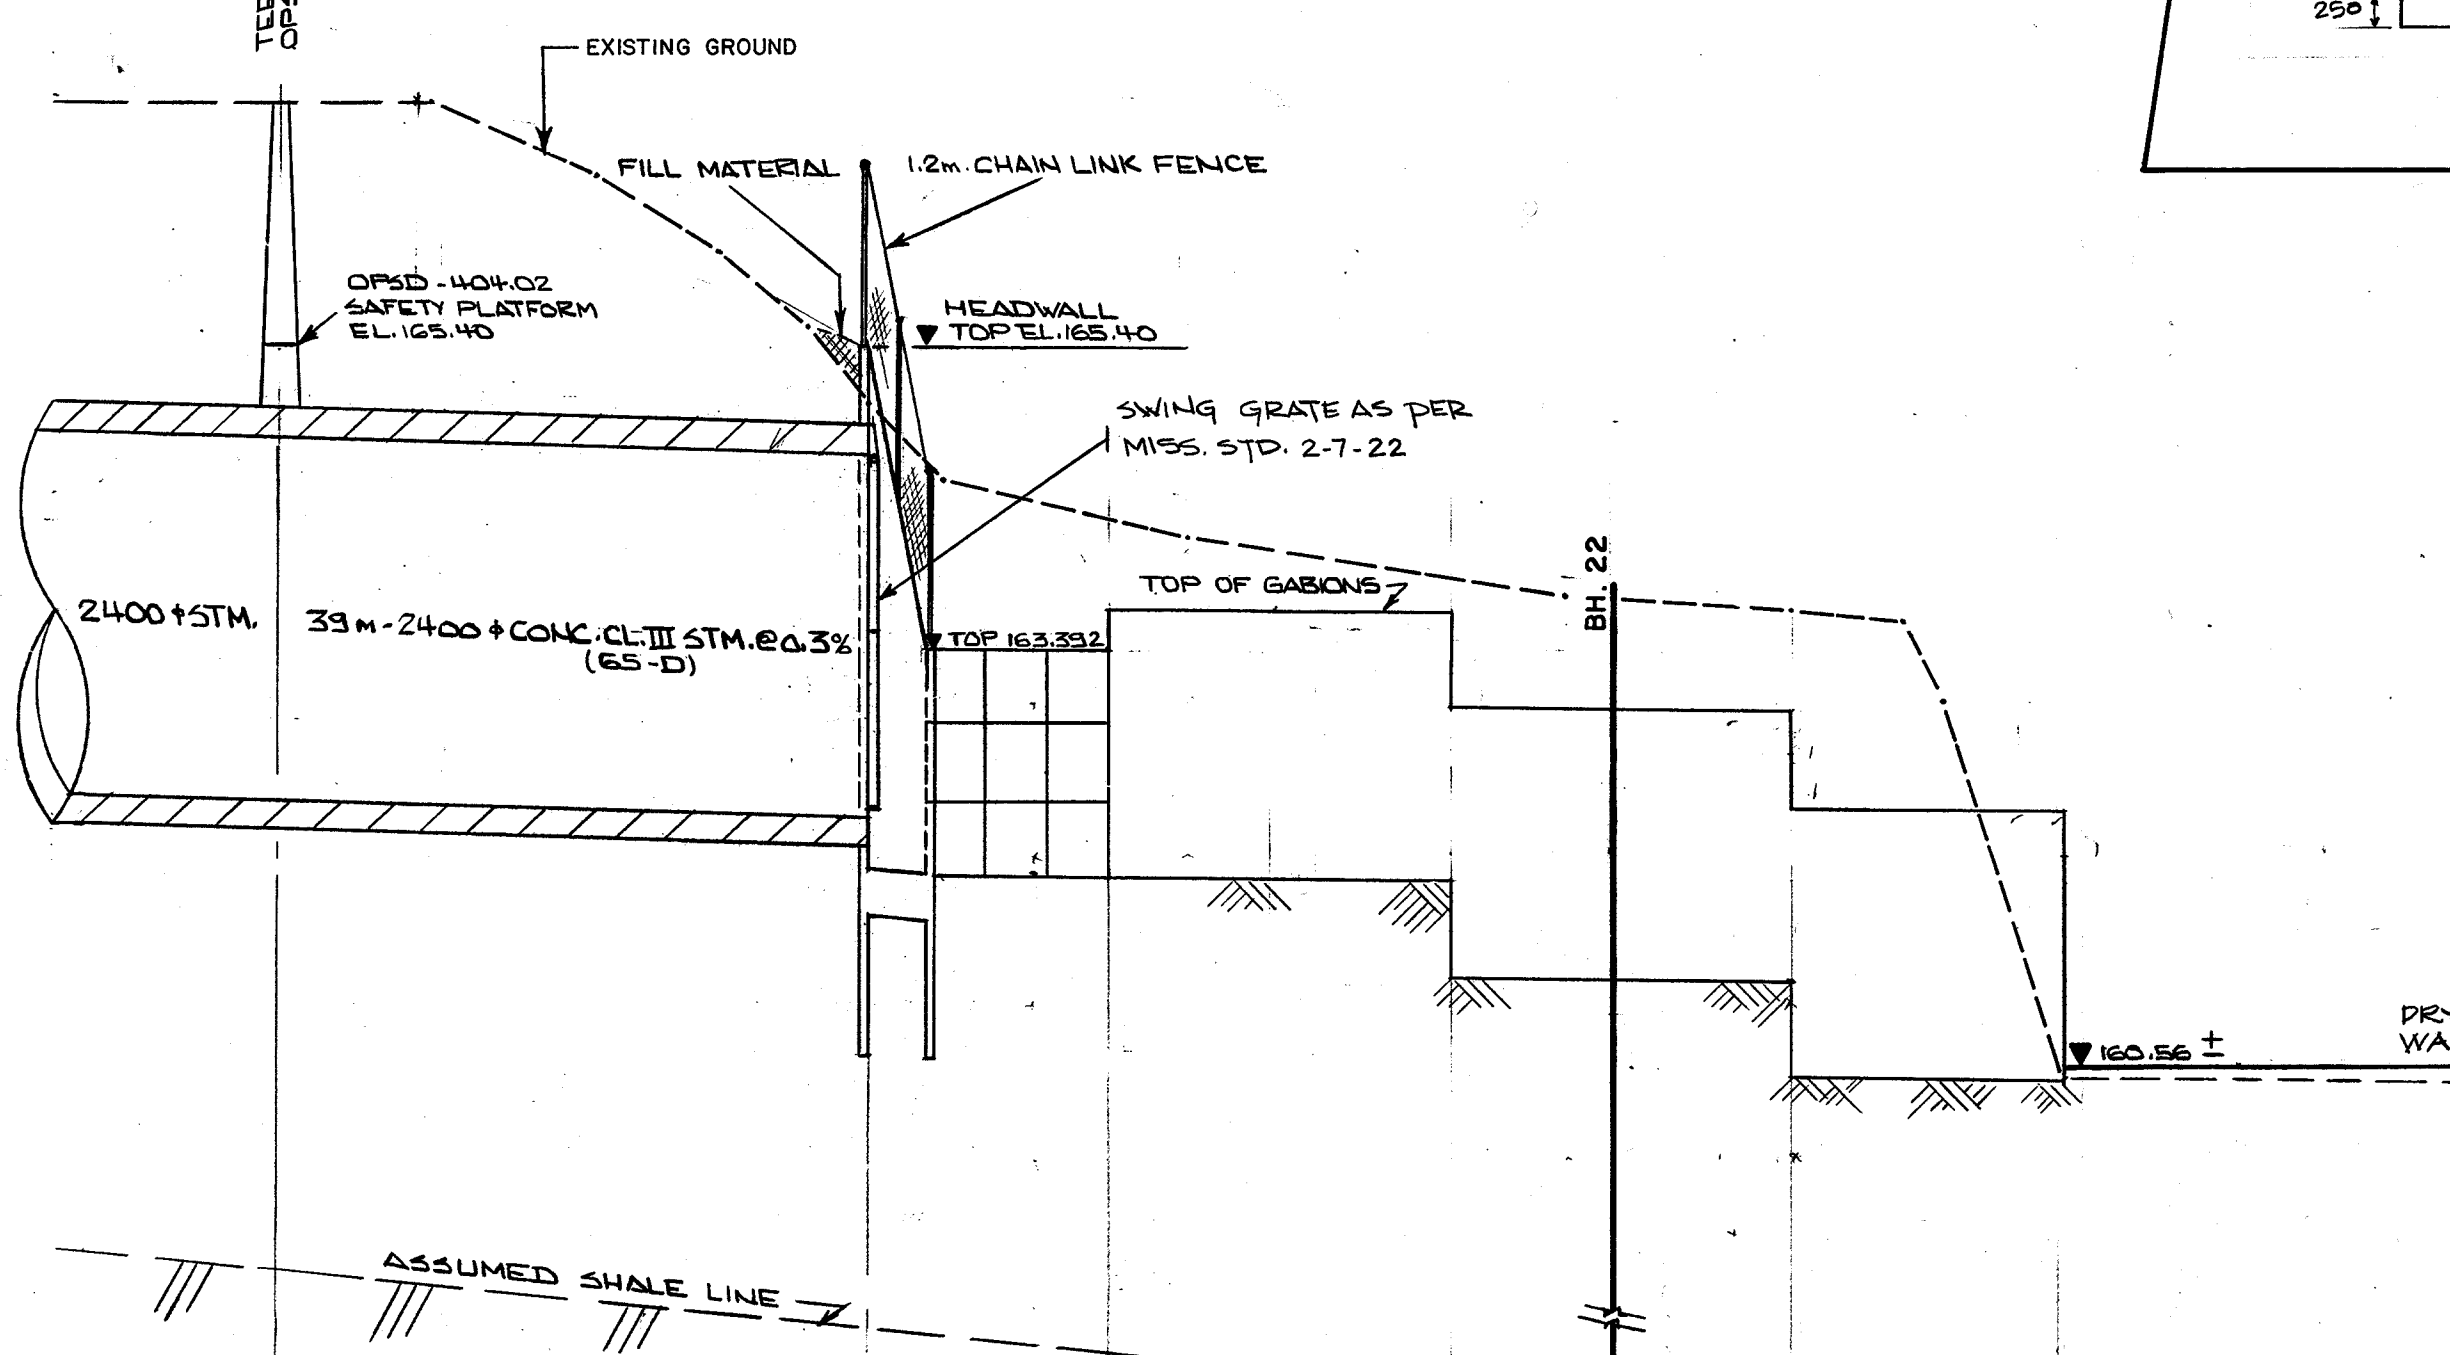 250
EXISTING GROUND
FILL MATERIAL
1.2m. CHAIN LINK FENCE
OPSD-404.02
SAFETY PLATFORM
EL.165.40
HEADWALL
TOP EL.165.40
SWING GRATE AS PER
MISS. STD. 2-7-22
BH. 22
TOP OF GABIONS
2400 ϕ STM.
39m-2400 ϕ CONC. CL. III STM. @ 0.3%
(65-D)
TOP 163.392
160.56 ±
ASSUMED SHALE LINE